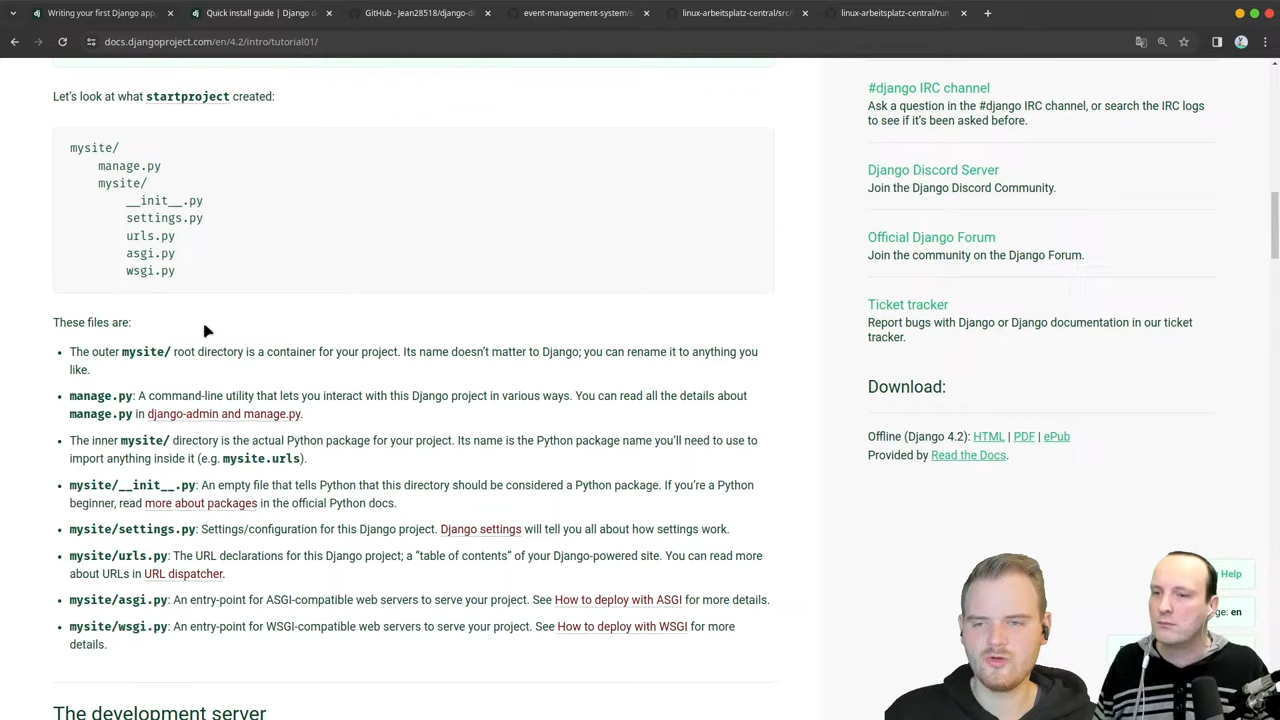 Writing your first Django app,
Quick install guide | Django d
GitHub - Jean28518/django-d
event-management-system/s
linux-arbeitsplatz-central/src/
linux-arbeitsplatz-central/run
docs.djangoproject.com/en/4.2/intro/tutorial01/
Let's look at what startproject created:
mysite/
    manage.py
    mysite/
        __init__.py
        settings.py
        urls.py
        asgi.py
        wsgi.py
These files are:
• The outer mysite/ root directory is a container for your project. Its name doesn't matter to Django; you can rename it to anything you
like.
• manage.py: A command-line utility that lets you interact with this Django project in various ways. You can read all the details about
manage.py in django-admin and manage.py.
• The inner mysite/ directory is the actual Python package for your project. Its name is the Python package name you'll need to use to
import anything inside it (e.g. mysite.urls).
• mysite/__init__.py: An empty file that tells Python that this directory should be considered a Python package. If you're a Python
beginner, read more about packages in the official Python docs.
• mysite/settings.py: Settings/configuration for this Django project. Django settings will tell you all about how settings work.
• mysite/urls.py: The URL declarations for this Django project; a "table of contents" of your Django-powered site. You can read more
about URLs in URL dispatcher.
• mysite/asgi.py: An entry-point for ASGI-compatible web servers to serve your project. See How to deploy with ASGI for more details.
• mysite/wsgi.py: An entry-point for WSGI-compatible web servers to serve your project. See How to deploy with WSGI for more
details.
The development server
#django IRC channel
Ask a question in the #django IRC channel, or search the IRC logs
to see if it's been asked before.
Django Discord Server
Join the Django Discord Community.
Official Django Forum
Join the community on the Django Forum.
Ticket tracker
Report bugs with Django or Django documentation in our ticket
tracker.
Download:
Offline (Django 4.2): HTML | PDF | ePub
Provided by Read the Docs.
Help
ge: en